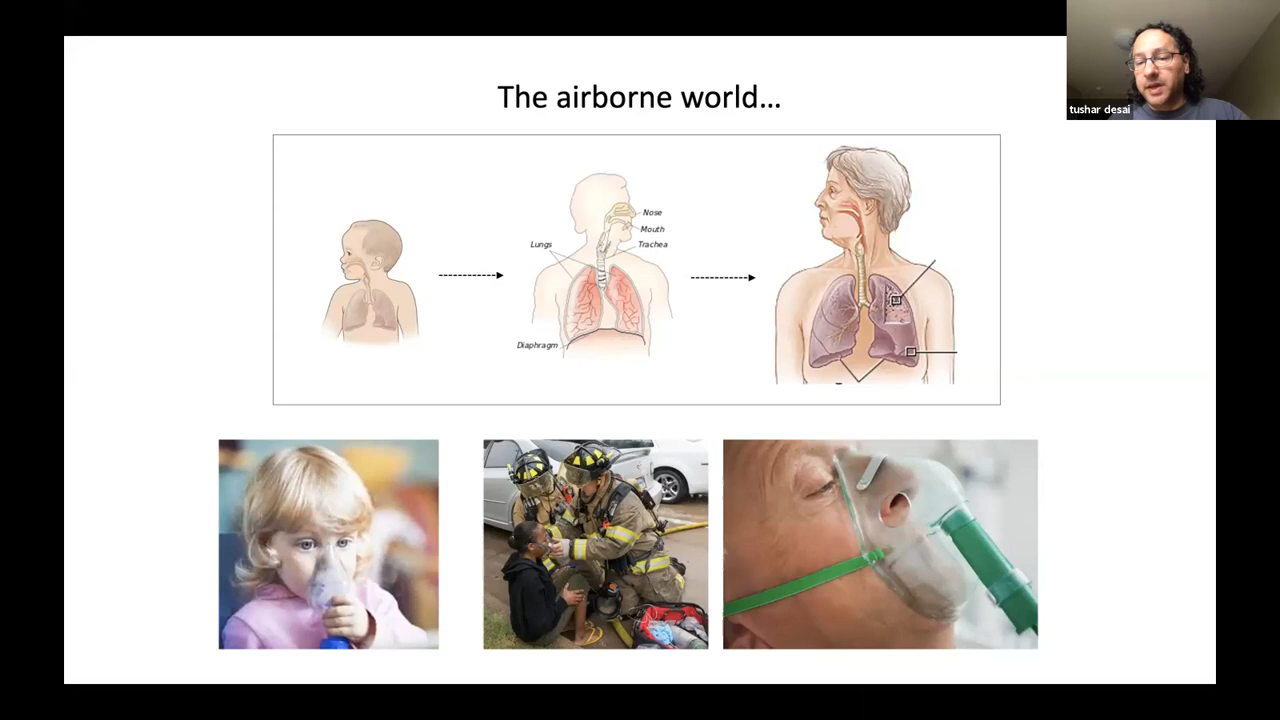 tushar desai
The airborne world...
Nose
Mouth
Lungs
Trachea
Diaphragm